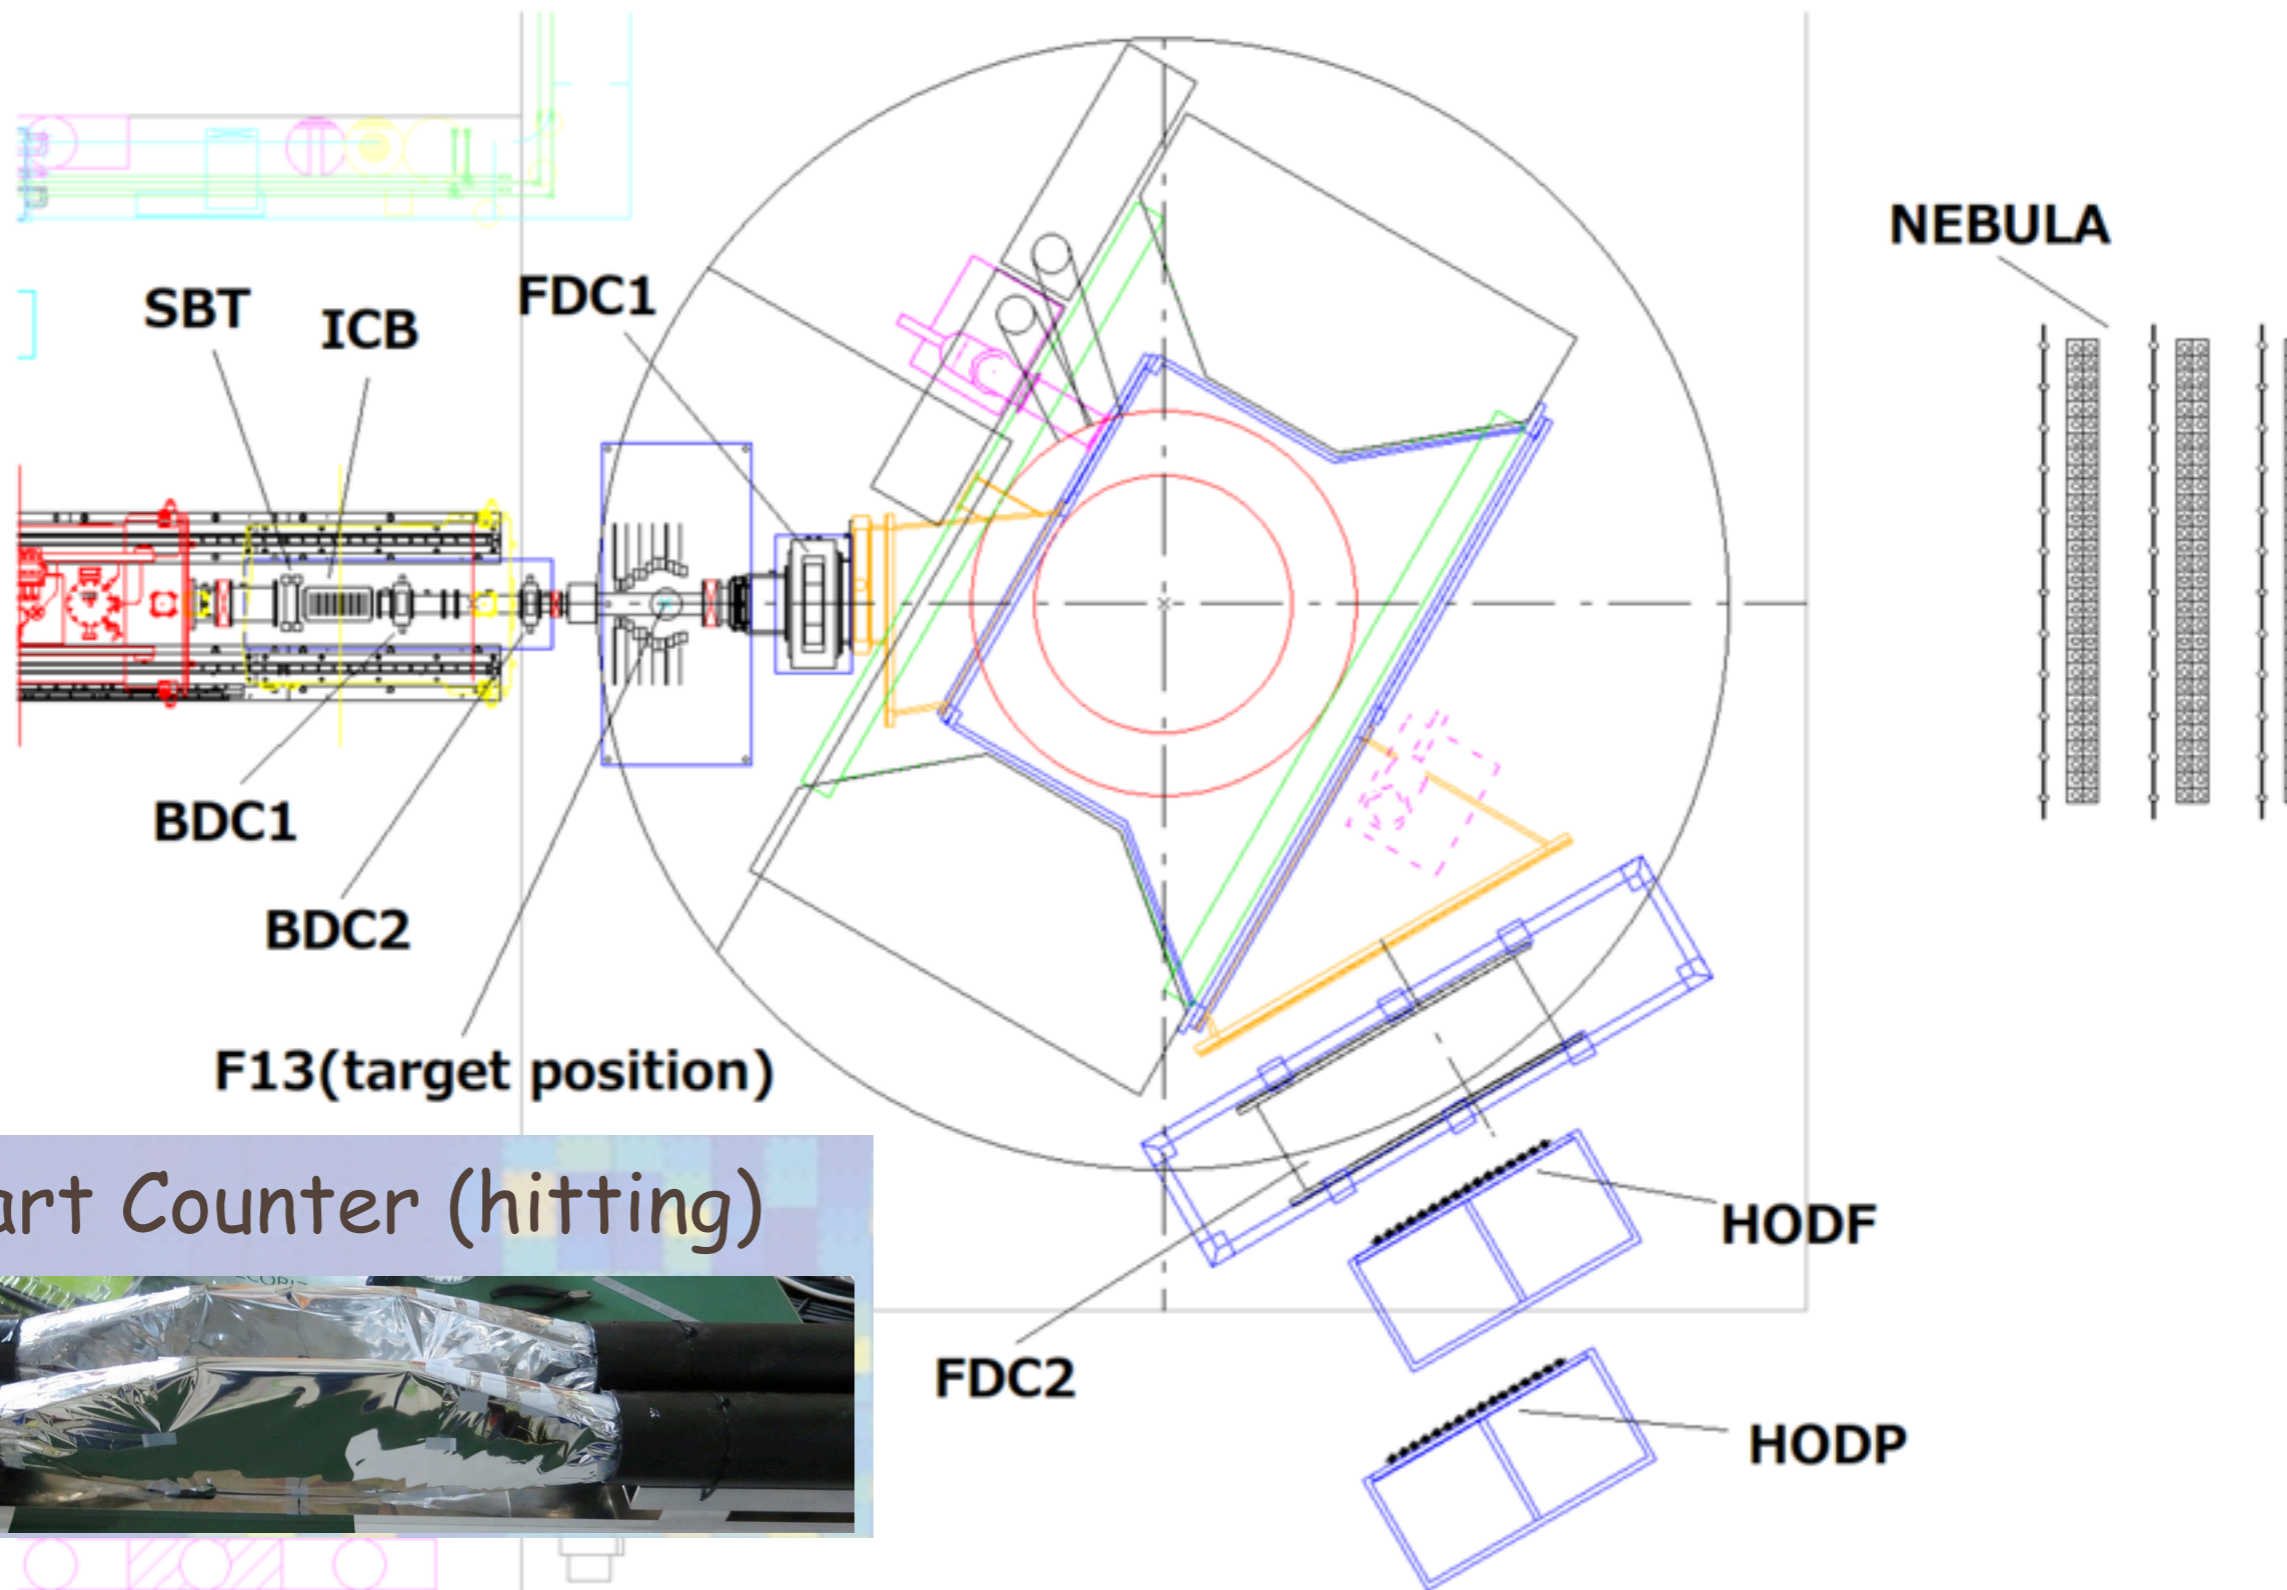 NEBULA
SBT
ICB
FDC1
BDC1
BDC2
F13(target position)
art Counter (hitting)
HODF
FDC2
HODP